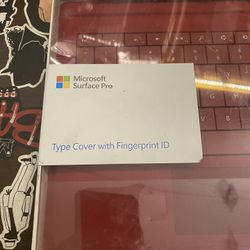 Microsoft
Surface Pro
Type Cover with Fingerprint ID